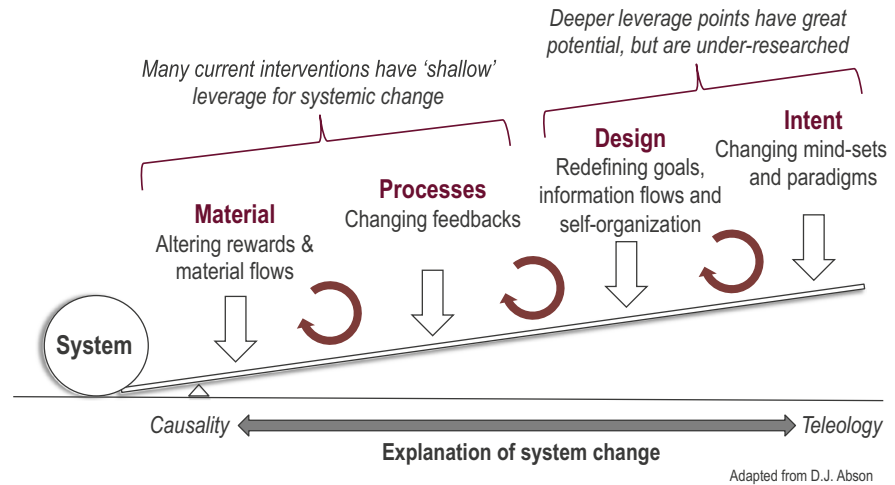 Deeper leverage points have great
potential, but are under-researched
Many current interventions have ‘shallow’
leverage for systemic change
Intent
Changing mind-sets
and paradigms
Design
Redefining goals,
information flows and
self-organization
Processes
Changing feedbacks
Material
Altering rewards &
material flows
System
Causality
Teleology
Explanation of system change
Adapted from D.J. Abson